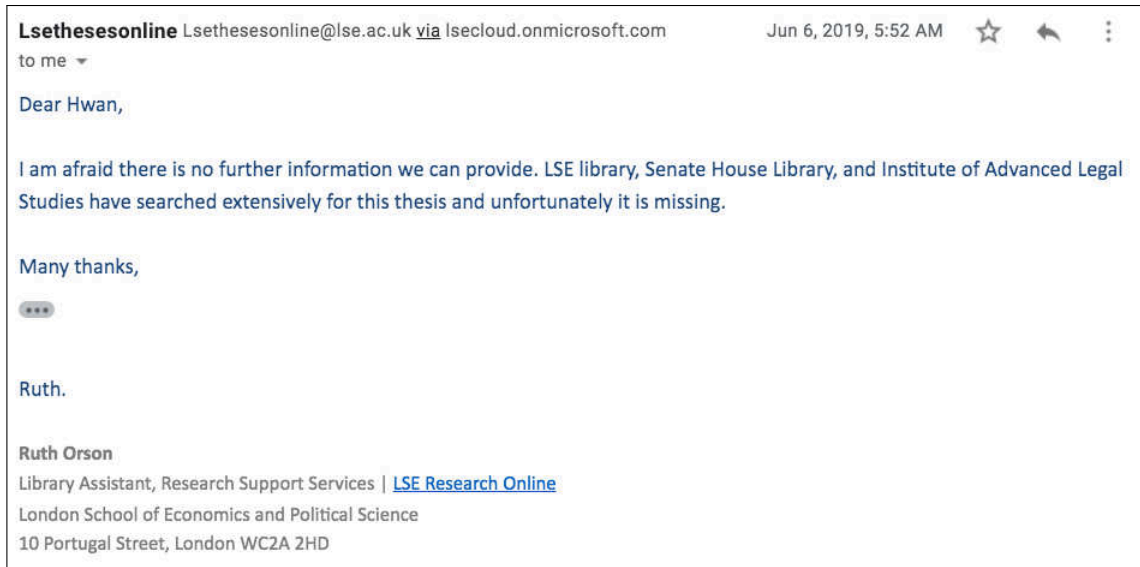 Lsethesesonline Lsethesesonline@lse.ac.uk via lsecloud.onmicrosoft.com Jun 6, 2019, 5:52 AM
to me
Dear Hwan,
I am afraid there is no further information we can provide. LSE library, Senate House Library, and Institute of Advanced Legal
Studies have searched extensively for this thesis and unfortunately it is missing.
Many thanks,
Ruth.
Ruth Orson
Library Assistant, Research Support Services | LSE Research Online
London School of Economics and Political Science
10 Portugal Street, London WC2A 2HD